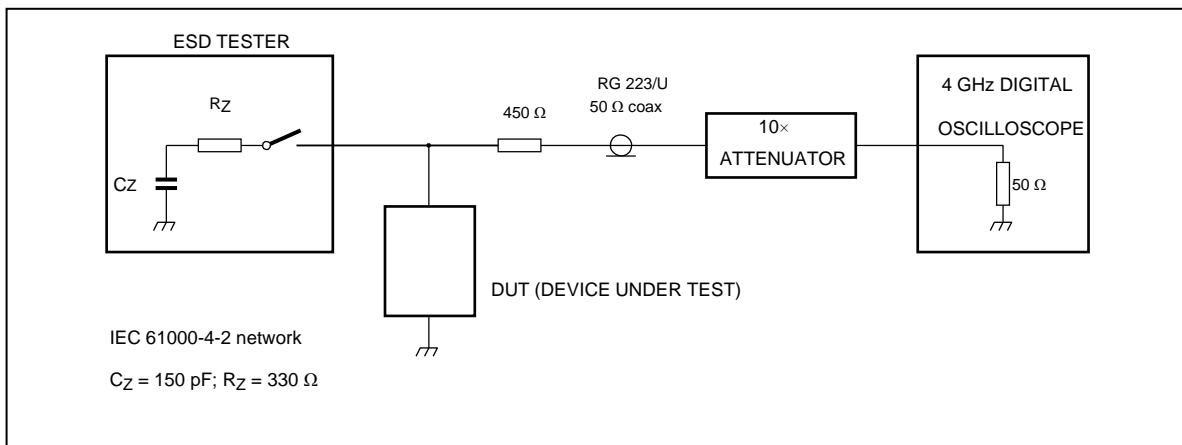 ESD TESTER
RZ
CZ
450 Ω
RG 223/U
50 Ω coax
10×
ATTENUATOR
4 GHz DIGITAL
OSCILLOSCOPE
50 Ω
DUT (DEVICE UNDER TEST)
IEC 61000-4-2 network
CZ = 150 pF; RZ = 330 Ω